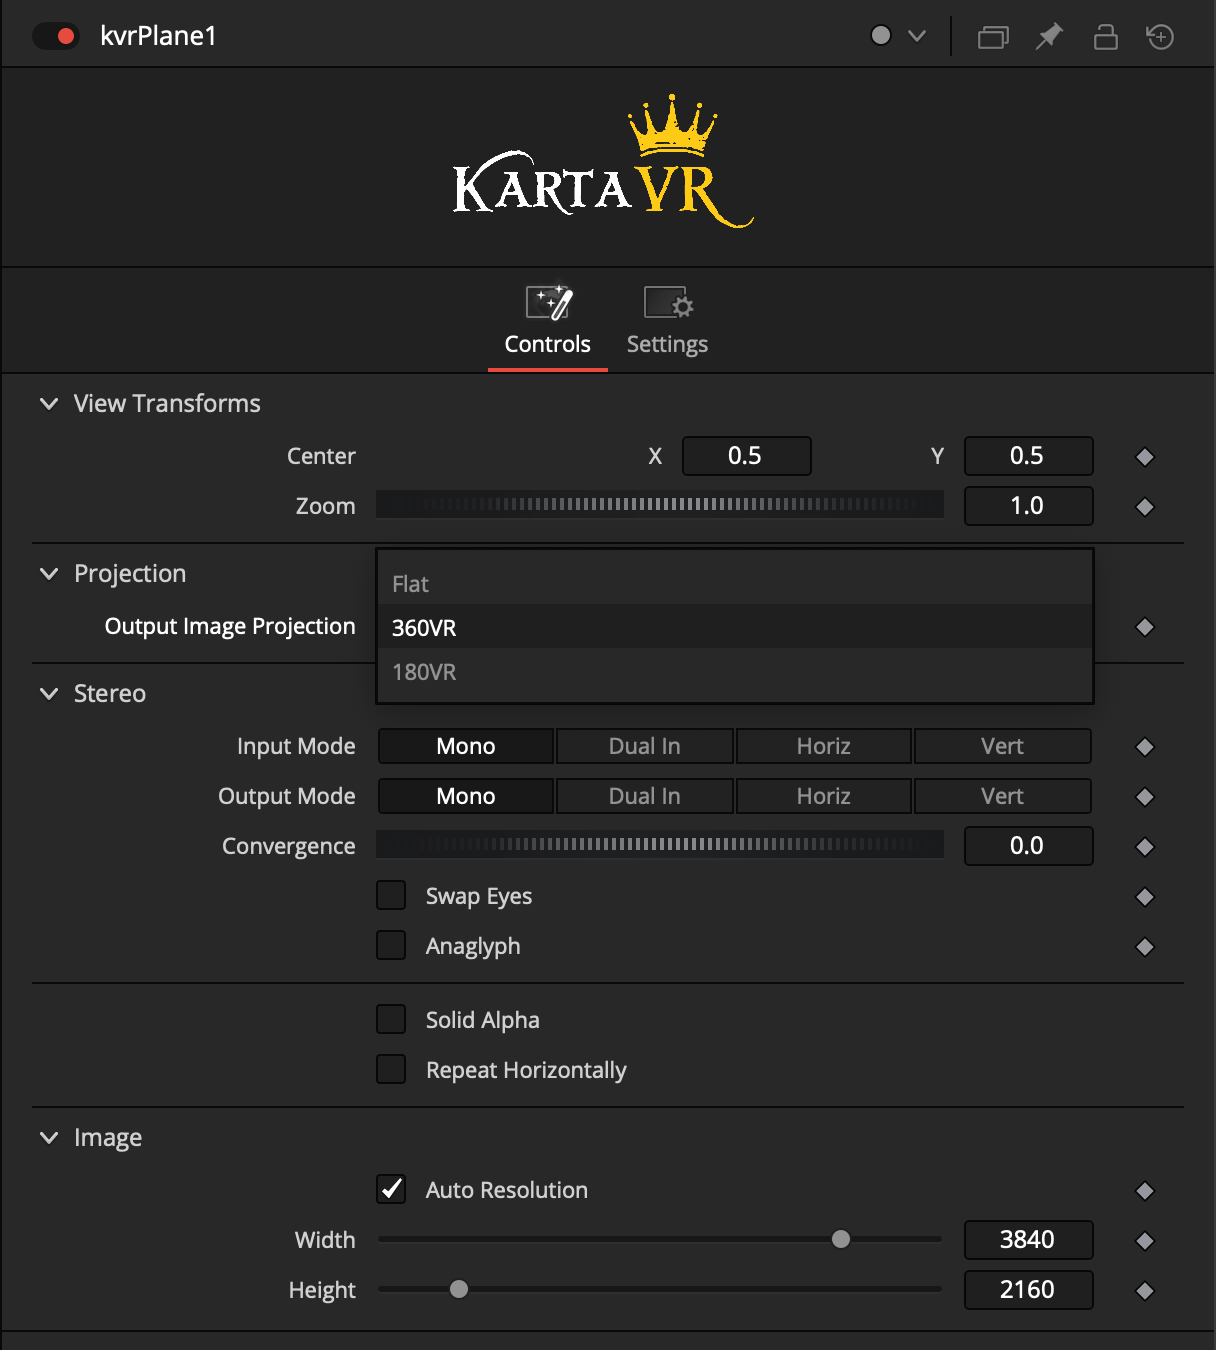 kvrPlane1
KARTAVR
Controls Settings
View Transforms
Center X 0.5 Y 0.5
Zoom 1.0
Projection
Flat
Output Image Projection 360VR
180VR
Stereo
Input Mode Mono Dual In Horiz Vert
Output Mode Mono Dual In Horiz Vert
Convergence 0.0
Swap Eyes
Anaglyph
Solid Alpha
Repeat Horizontally
Image
Auto Resolution
Width 3840
Height 2160